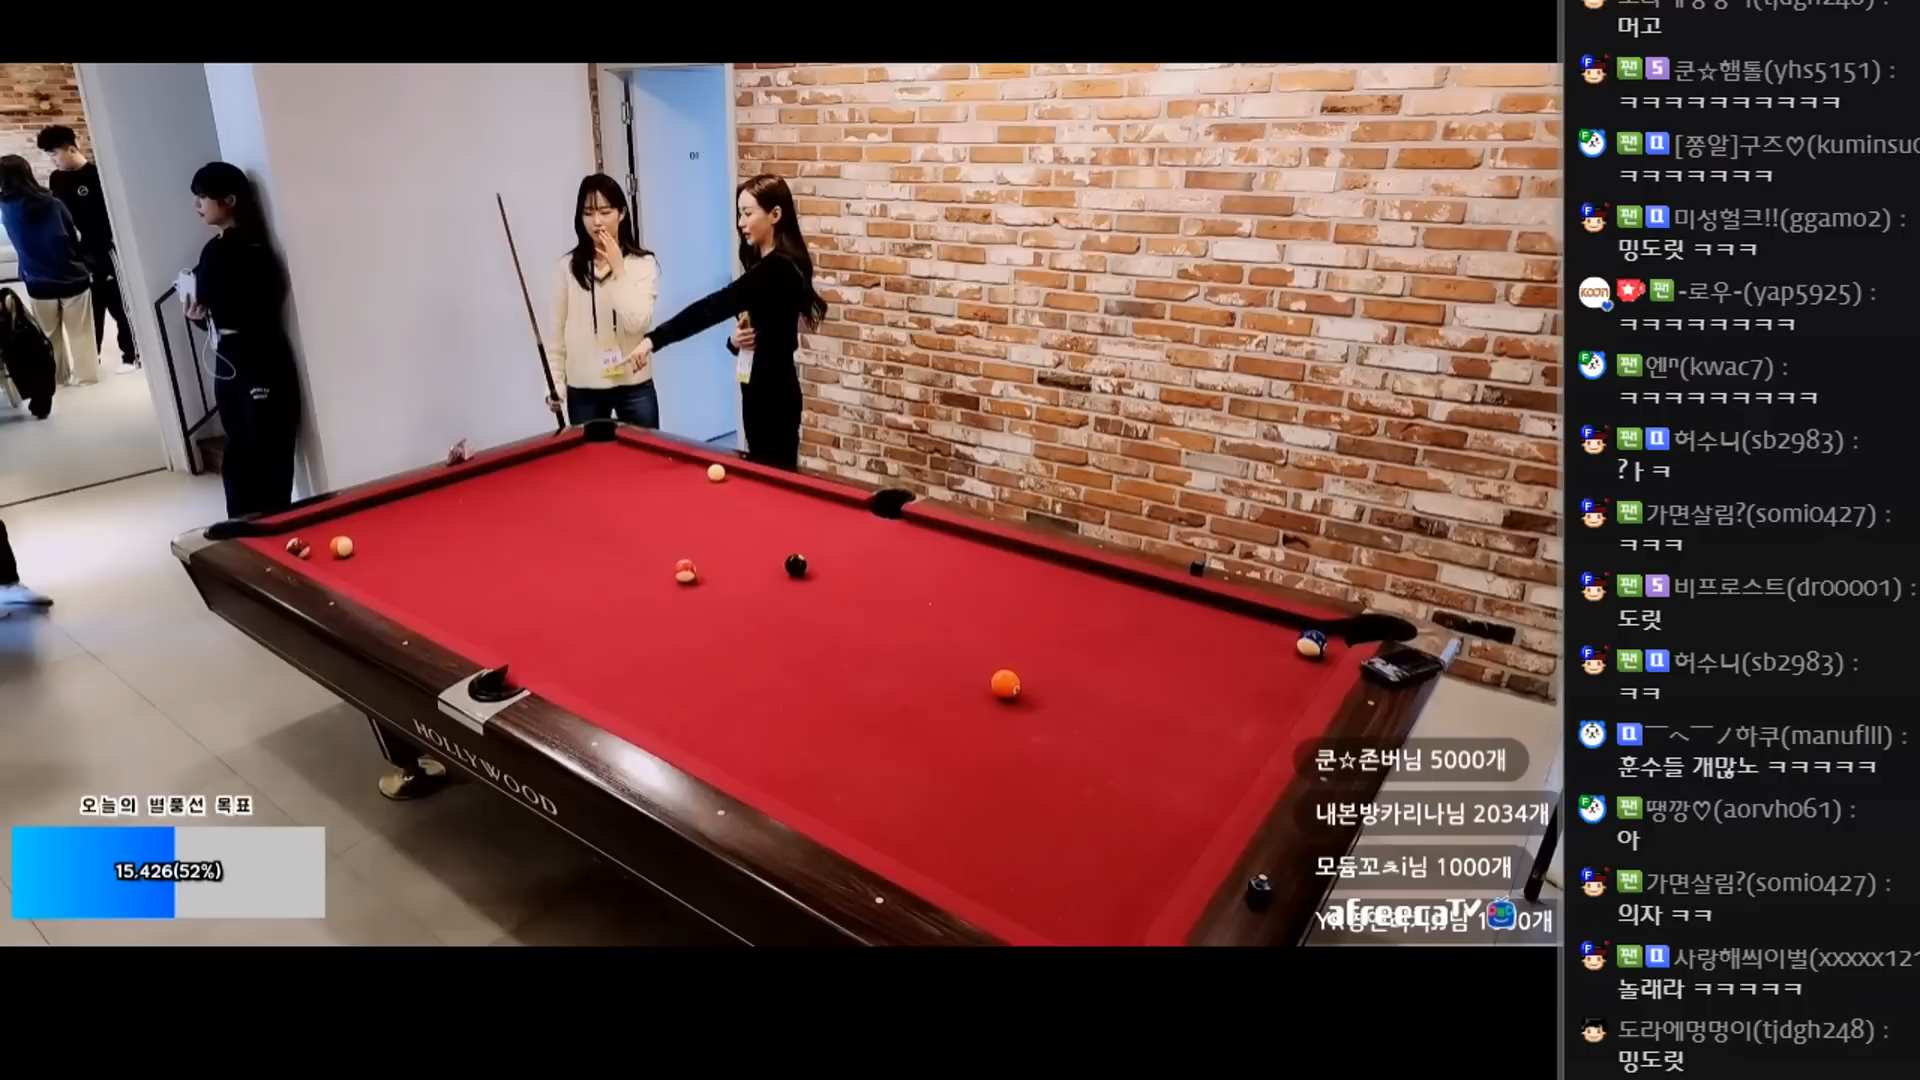 HOLLYWOOD
오늘의 별풍선 목표
15,426(52%)
쿤☆존버님 5000개
내본방카리나님 2034개
모듬꼬ㅊi님 1000개
afreecaTV
머고
쿤☆햄톨(yhs5151) :
ㅋㅋㅋㅋㅋㅋㅋㅋㅋㅋ
[쫑알]구즈♡(kuminsu0
ㅋㅋㅋㅋㅋㅋㅋ
미성헐크!!(ggamo2) :
밍도릿 ㅋㅋㅋ
-로우-(yap5925) :
ㅋㅋㅋㅋㅋㅋㅋㅋ
엔ⁿ(kwac7) :
ㅋㅋㅋㅋㅋㅋㅋㅋㅋ
허수니(sb2983) :
?ㅏ ㅋ
가면살림?(somi0427) :
ㅋㅋㅋ
비프로스트(dr00001) :
도릿
허수니(sb2983) :
ㅋㅋ
￣へ￣ノ하쿠(manuflll) :
훈수들 개많노 ㅋㅋㅋㅋㅋ
땡깡♡(aorvh061) :
아
가면살림?(somi0427) :
의자 ㅋㅋ
사랑해씌이벌(xxxxx121
놀래라 ㅋㅋㅋㅋㅋ
도라에멍멍이(tjdgh248) :
밍도릿